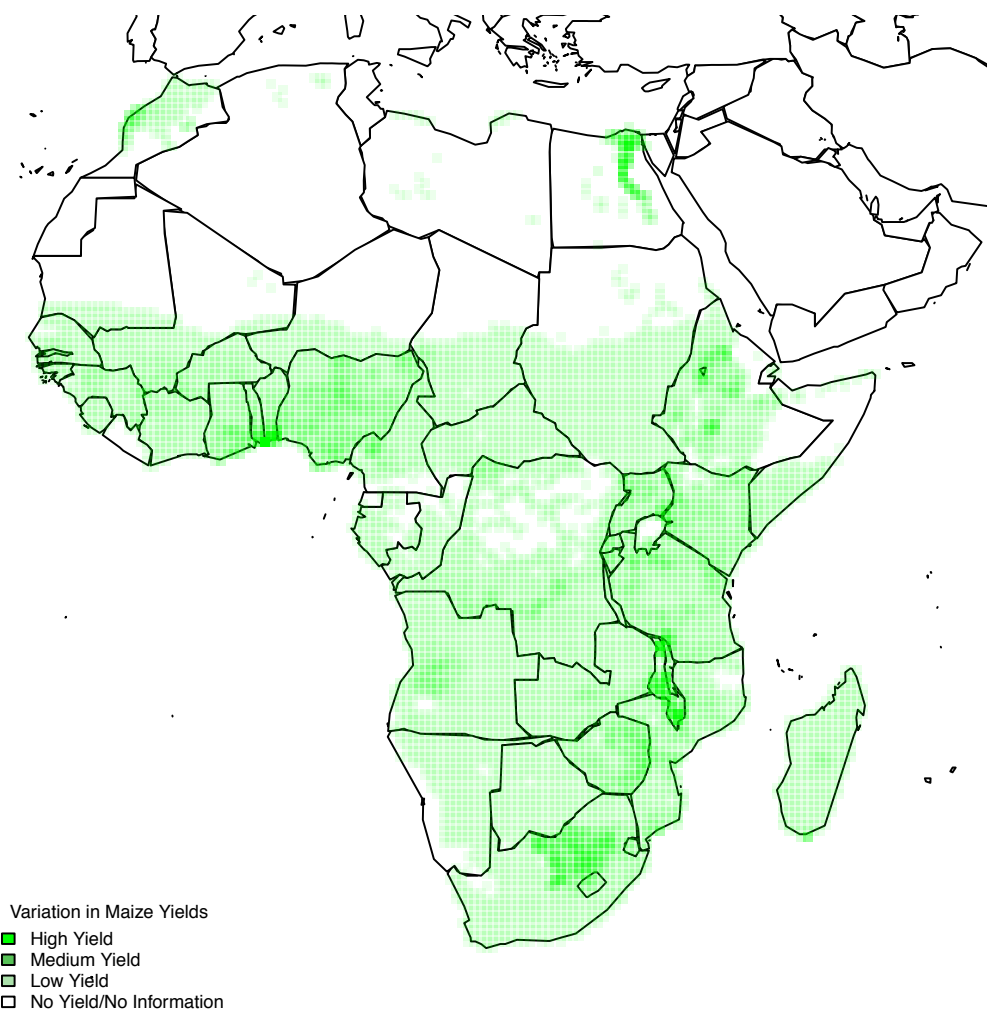 Variation in Maize Yields
High Yield
Medium Yield
Low Yield
No Yield/No Information